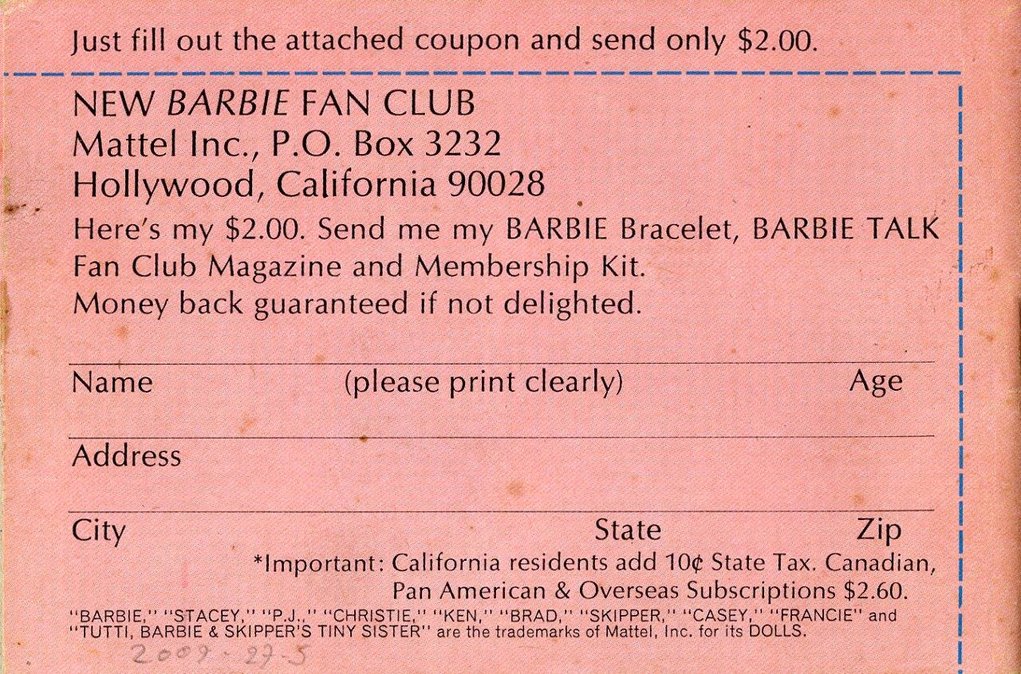 Just fill out the attached coupon and send only $2.00.
NEW BARBIE FAN CLUB
Mattel Inc., P.O. Box 3232
Hollywood, California 90028
Here's my $2.00. Send me my BARBIE Bracelet, BARBIE TALK
Fan Club Magazine and Membership Kit.
Money back guaranteed if not delighted.
Name (please print clearly) Age
Address
City State Zip
*Important: California residents add 10¢ State Tax. Canadian,
Pan American & Overseas Subscriptions $2.60.
"BARBIE," "STACEY," "P.J.," "CHRISTIE," "KEN," "BRAD," "SKIPPER," "CASEY," "FRANCIE" and
"TUTTI, BARBIE & SKIPPER'S TINY SISTER" are the trademarks of Mattel, Inc. for its DOLLS.
2009.27-5